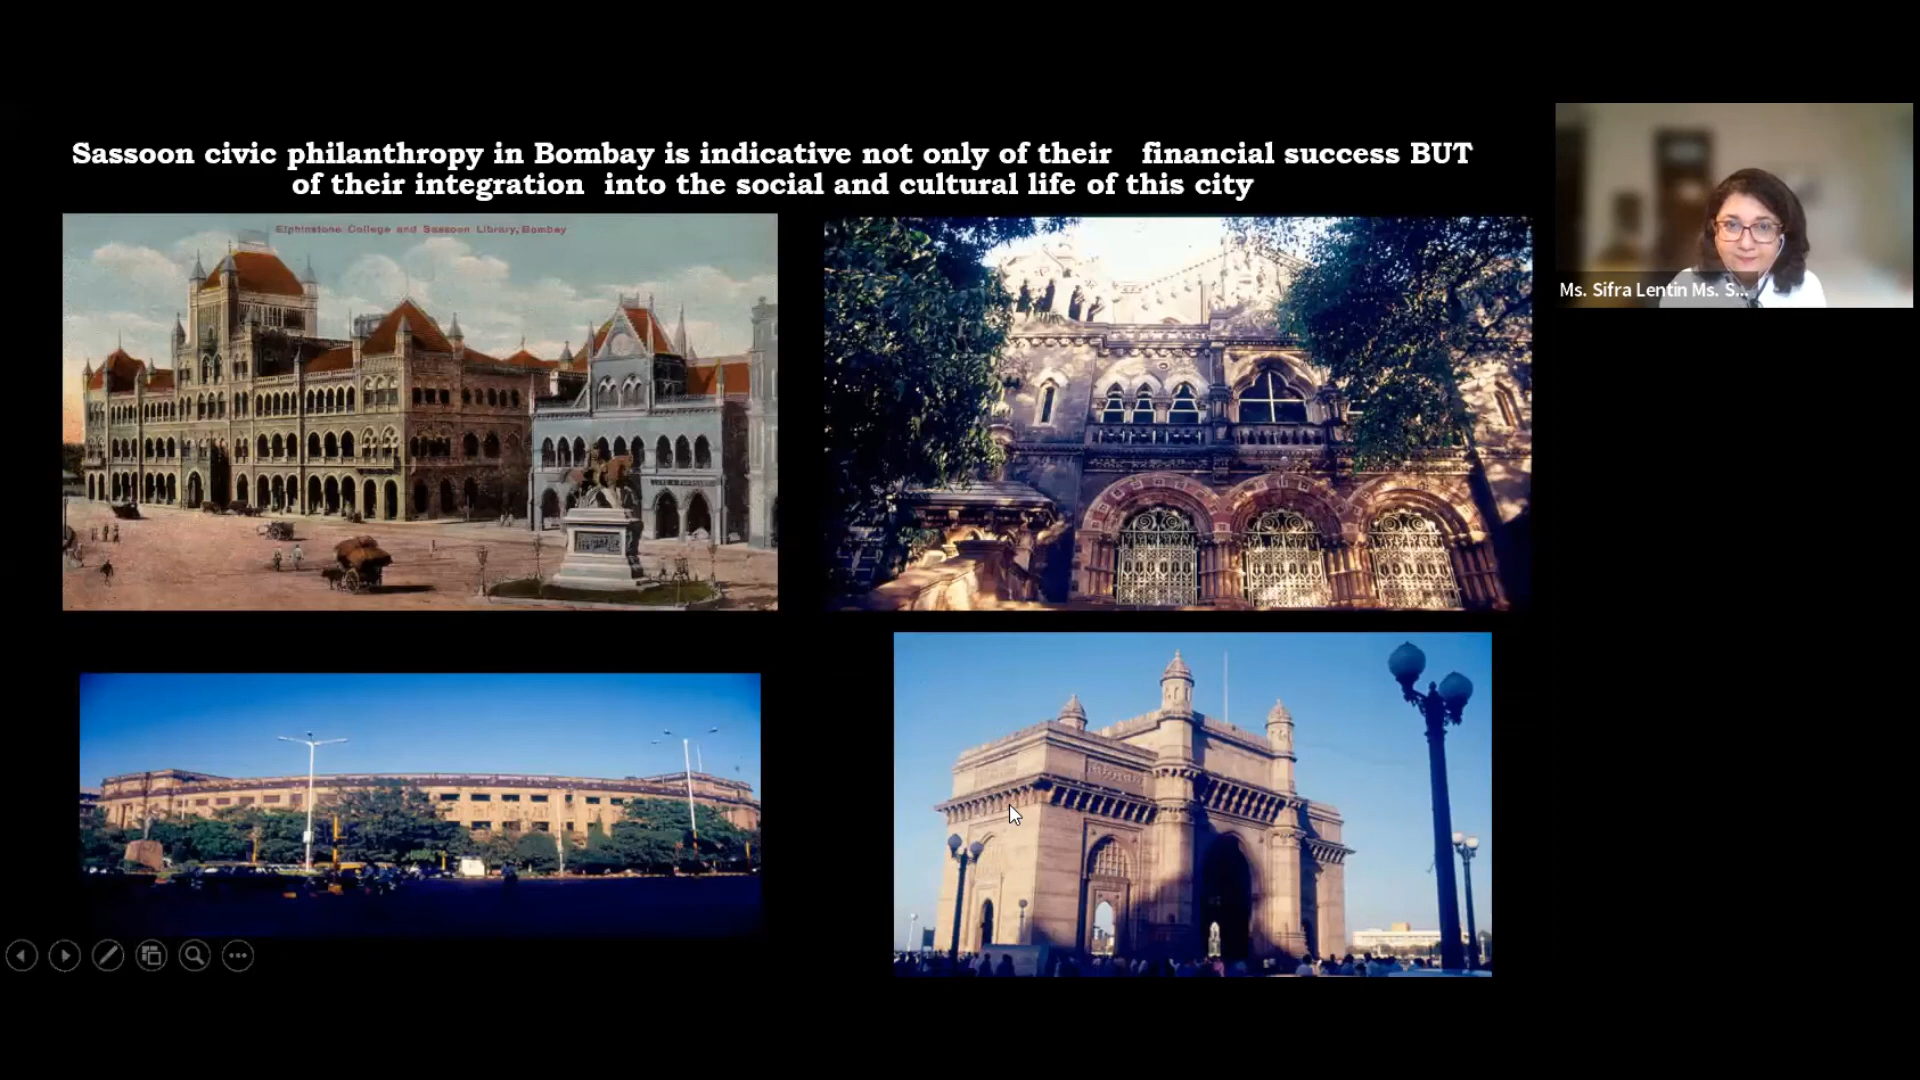 Sassoon civic philanthropy in Bombay is indicative not only of their financial success BUT
of their integration into the social and cultural life of this city
Elphinstone College and Sassoon Library, Bombay
Ms. Sifra Lentin Ms. S...